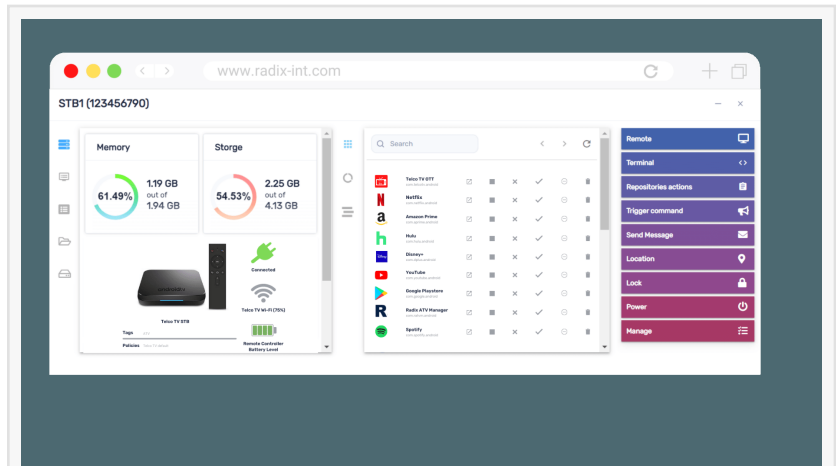 www.radix-int.com
STB1 (123456790)
Memory
61.49%
1.19 GB
out of
1.94 GB
Storge
54.53%
2.25 GB
out of
4.13 GB
Connected
Telco TV Wi-Fi (75%)
Remote Controller
Battery Level
Telco TV STB
Tags
Policies
Search
Telco TV OTT
Netflix
a
Amazon Prime
h
Hulu
Disney+
YouTube
Google Playstore
R
Radix ATV Manager
Spotify
Remote
Terminal
Repositories actions
Trigger command
Send Message
Location
Lock
Power
Manage